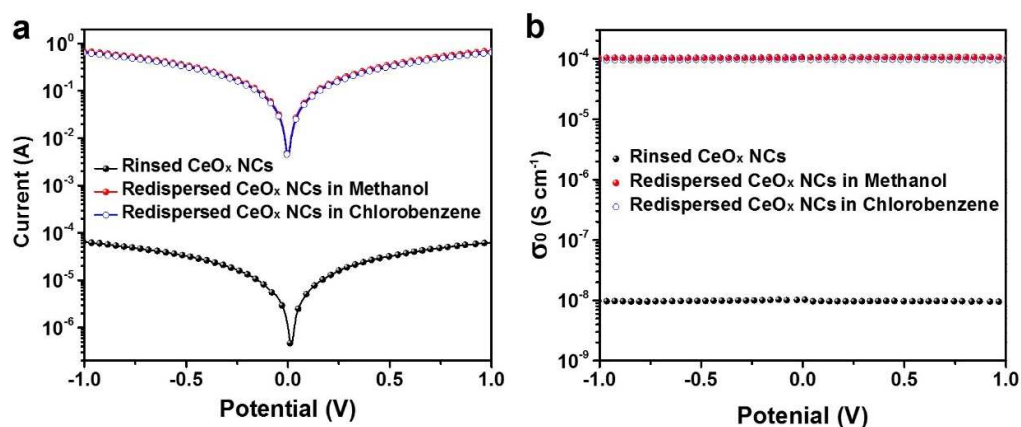 a
10⁰
10⁻¹
10⁻²
10⁻³
10⁻⁴
10⁻⁵
10⁻⁶
Current (A)
Rinsed CeOₓ NCs
Redispersed CeOₓ NCs in Methanol
Redispersed CeOₓ NCs in Chlorobenzene
-1.0 -0.5 0.0 0.5 1.0
Potential (V)
b
10⁻⁴
10⁻⁵
10⁻⁶
10⁻⁷
10⁻⁸
10⁻⁹
σ₀ (S cm⁻¹)
Rinsed CeOₓ NCs
Redispersed CeOₓ NCs in Methanol
Redispersed CeOₓ NCs in Chlorobenzene
-1.0 -0.5 0.0 0.5 1.0
Potenial (V)